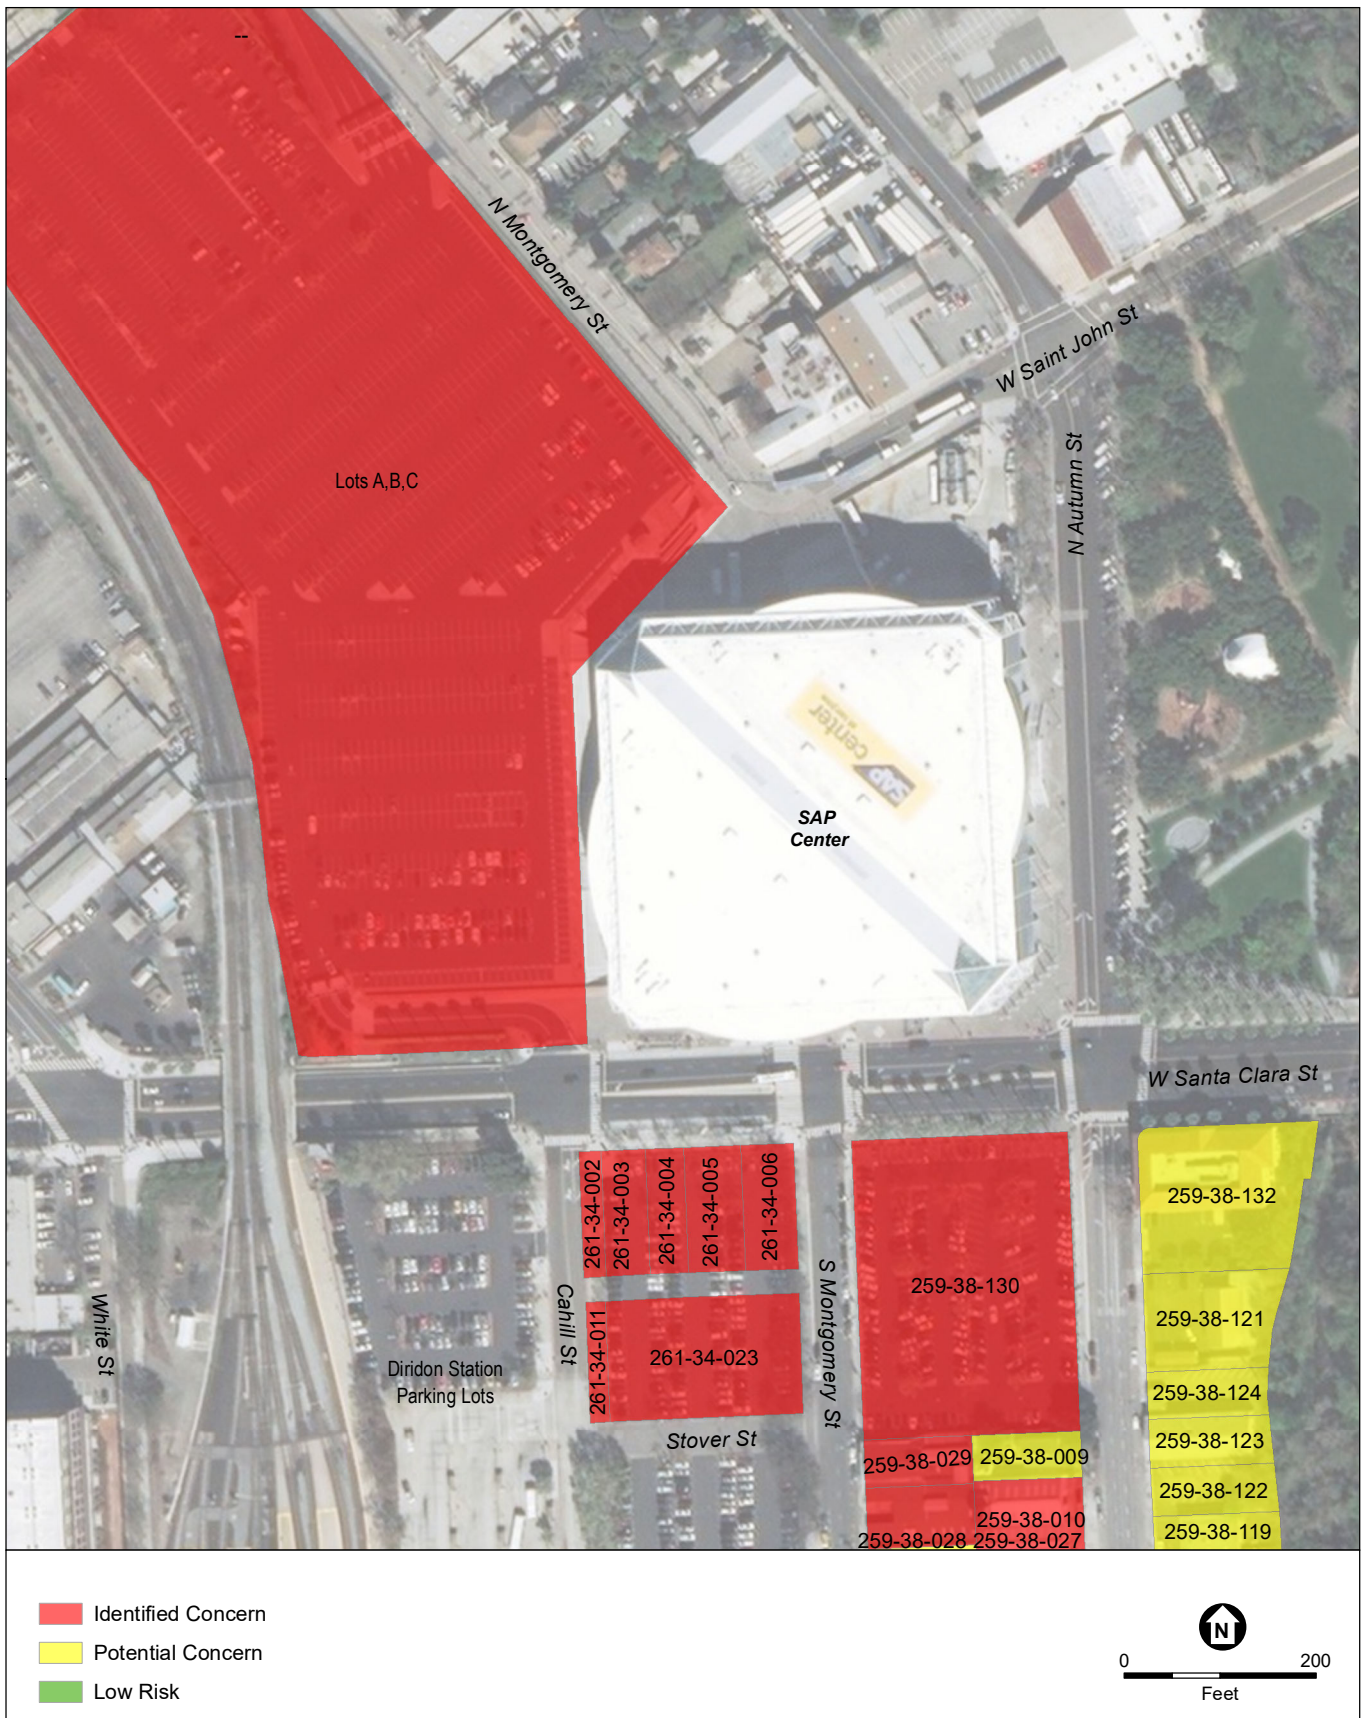 --
N Montgomery St
W Saint John St
N Autumn St
Lots A,B,C
Center
SAP
SAP
Center
W Santa Clara St
261-34-002
261-34-003
261-34-004
261-34-005
261-34-006
259-38-132
259-38-130
259-38-121
White St
Cahill St
S Montgomery St
261-34-011
261-34-023
Diridon Station
Parking Lots
259-38-124
Stover St
259-38-123
259-38-029
259-38-009
259-38-122
259-38-010
259-38-119
259-38-028
259-38-027
Identified Concern
Potential Concern
Low Risk
N
0
200
Feet